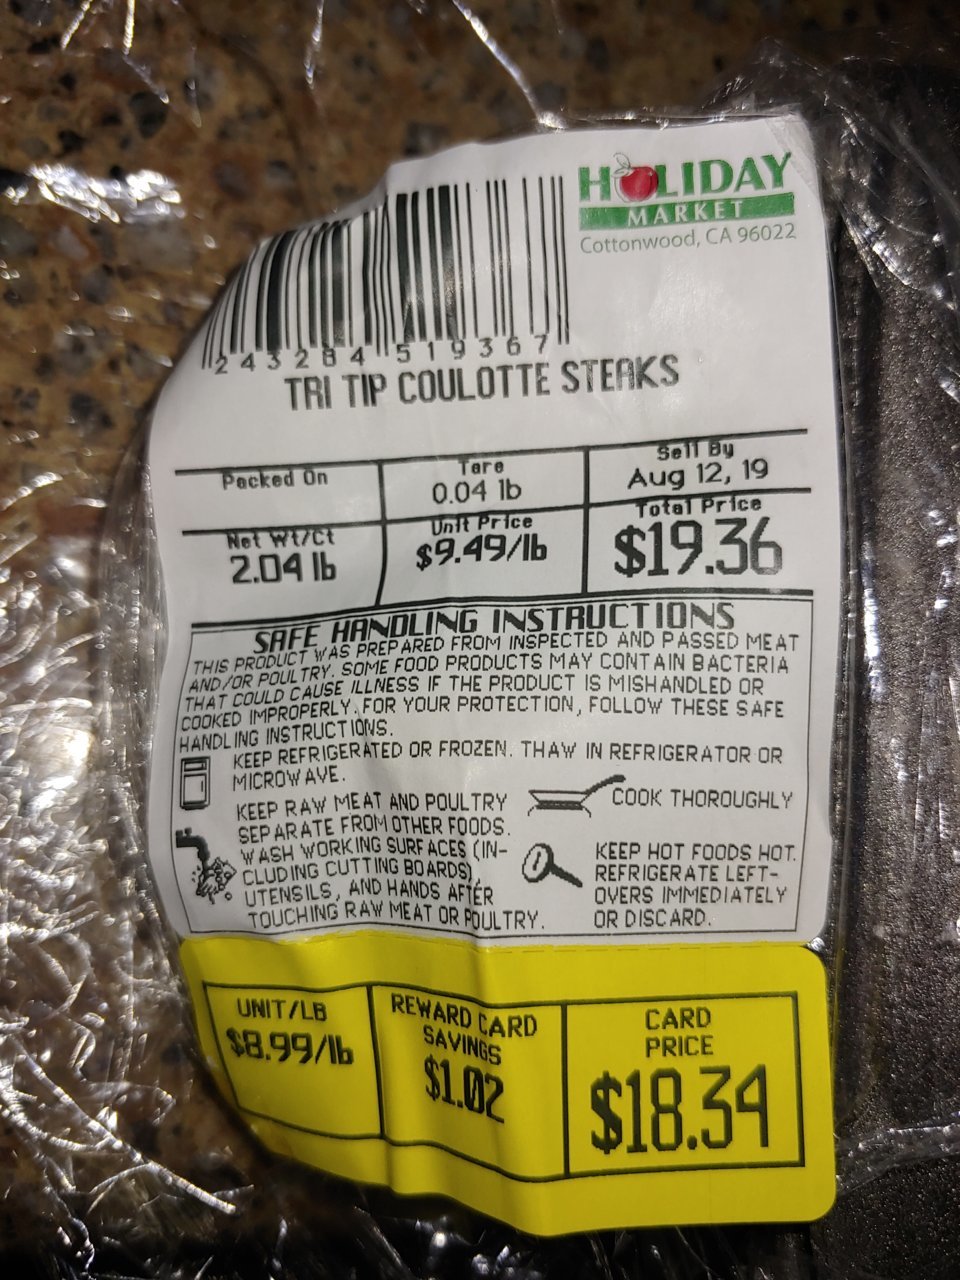 HOLIDAY
MARKET
Cottonwood, CA 96022
2 43284 51936 7
TRI TIP COULOTTE STEAKS
Packed On
Tare
0.04 lb
Sell By
Aug 12, 19
Net Wt/Ct
2.04 lb
Unit Price
$9.49/lb
Total Price
$19.36
SAFE HANDLING INSTRUCTIONS
THIS PRODUCT WAS PREPARED FROM INSPECTED AND PASSED MEAT
AND/OR POULTRY. SOME FOOD PRODUCTS MAY CONTAIN BACTERIA
THAT COULD CAUSE ILLNESS IF THE PRODUCT IS MISHANDLED OR
COOKED IMPROPERLY. FOR YOUR PROTECTION, FOLLOW THESE SAFE
HANDLING INSTRUCTIONS.
KEEP REFRIGERATED OR FROZEN. THAW IN REFRIGERATOR OR
MICROWAVE.
KEEP RAW MEAT AND POULTRY
SEPARATE FROM OTHER FOODS.
WASH WORKING SURFACES (IN-
CLUDING CUTTING BOARDS),
UTENSILS, AND HANDS AFTER
TOUCHING RAW MEAT OR POULTRY.
COOK THOROUGHLY
KEEP HOT FOODS HOT.
REFRIGERATE LEFT-
OVERS IMMEDIATELY
OR DISCARD.
UNIT/LB
$8.99/lb
REWARD CARD
SAVINGS
$1.02
CARD
PRICE
$18.34